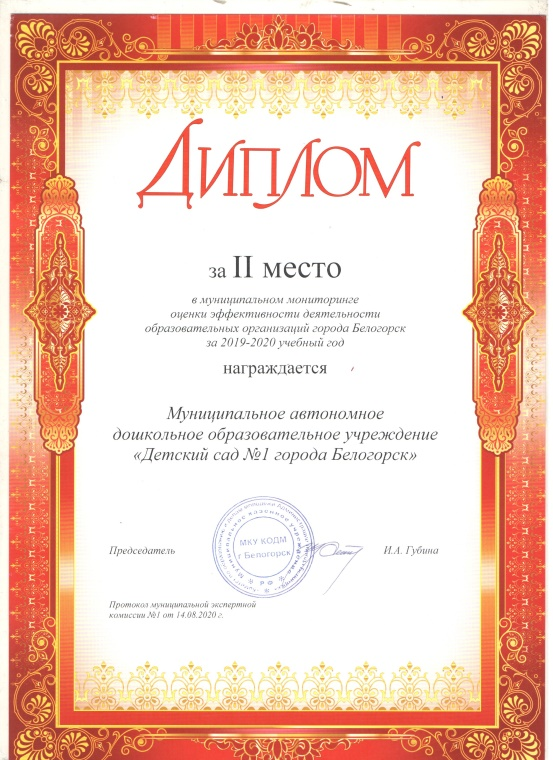 ДИПЛОМ
за II место
в муниципальном мониторинге
оценки эффективности деятельности
образовательных организаций города Белогорск
за 2019-2020 учебный год
награждается
Муниципальное автономное
дошкольное образовательное учреждение
«Детский сад №1 города Белогорск»
МКУ КОДМ
г Белогорск
Председатель
И.А. Губина
Протокол муниципальной экспертной
комиссии №1 от 14.08.2020 г.